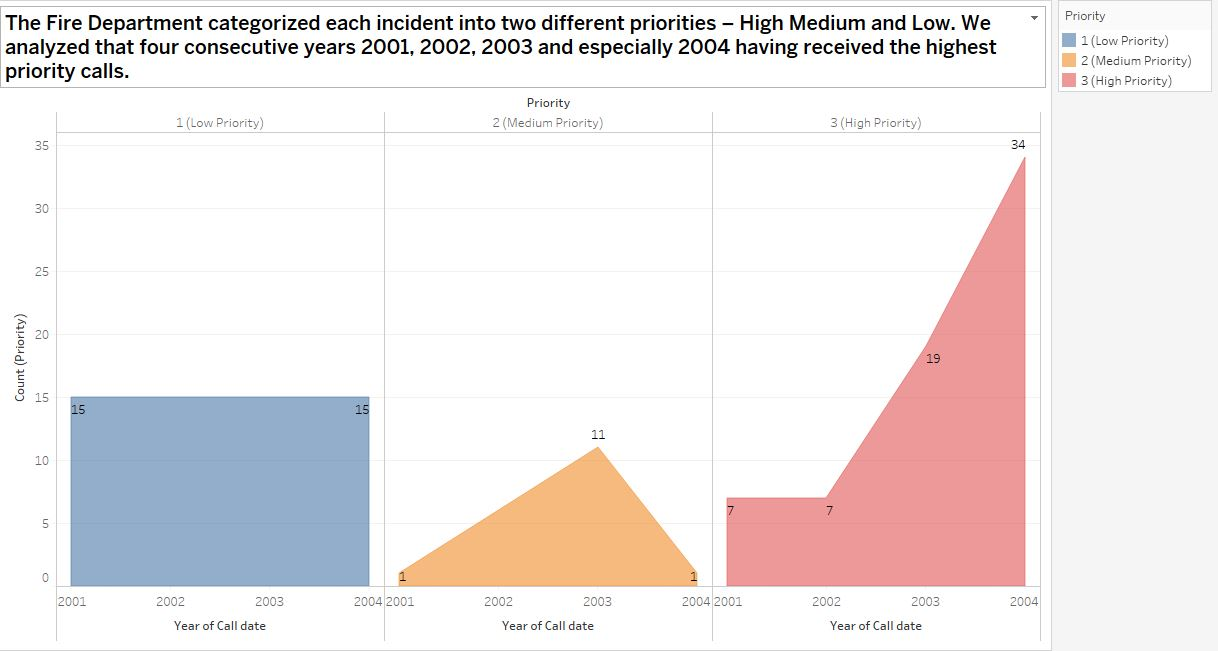 The Fire Department categorized each incident into two different priorities – High Medium and Low. We
analyzed that four consecutive years 2001, 2002, 2003 and especially 2004 having received the highest
priority calls.
Priority
1 (Low Priority)
2 (Medium Priority)
3 (High Priority)
Priority
1 (Low Priority) 2 (Medium Priority) 3 (High Priority)
Count (Priority)
35
30
25
20
15
10
5
0
15 15
1 11 1
7 7 19 34
2001 2002 2003 2004 2001 2002 2003 2004 2001 2002 2003 2004
Year of Call date Year of Call date Year of Call date